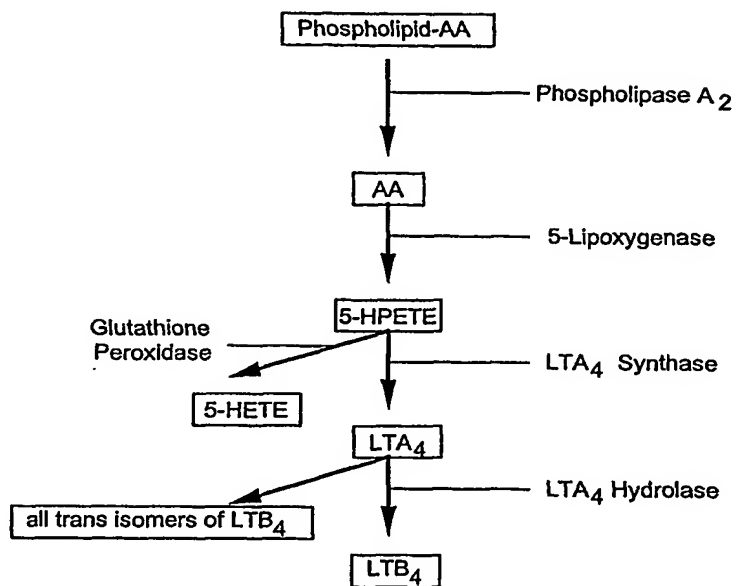 Phospholipid-AA
Phospholipase A2
AA
5-Lipoxygenase
5-HPETE
Glutathione
Peroxidase
LTA4 Synthase
5-HETE
LTA4
LTA4 Hydrolase
all trans isomers of LTB4
LTB4